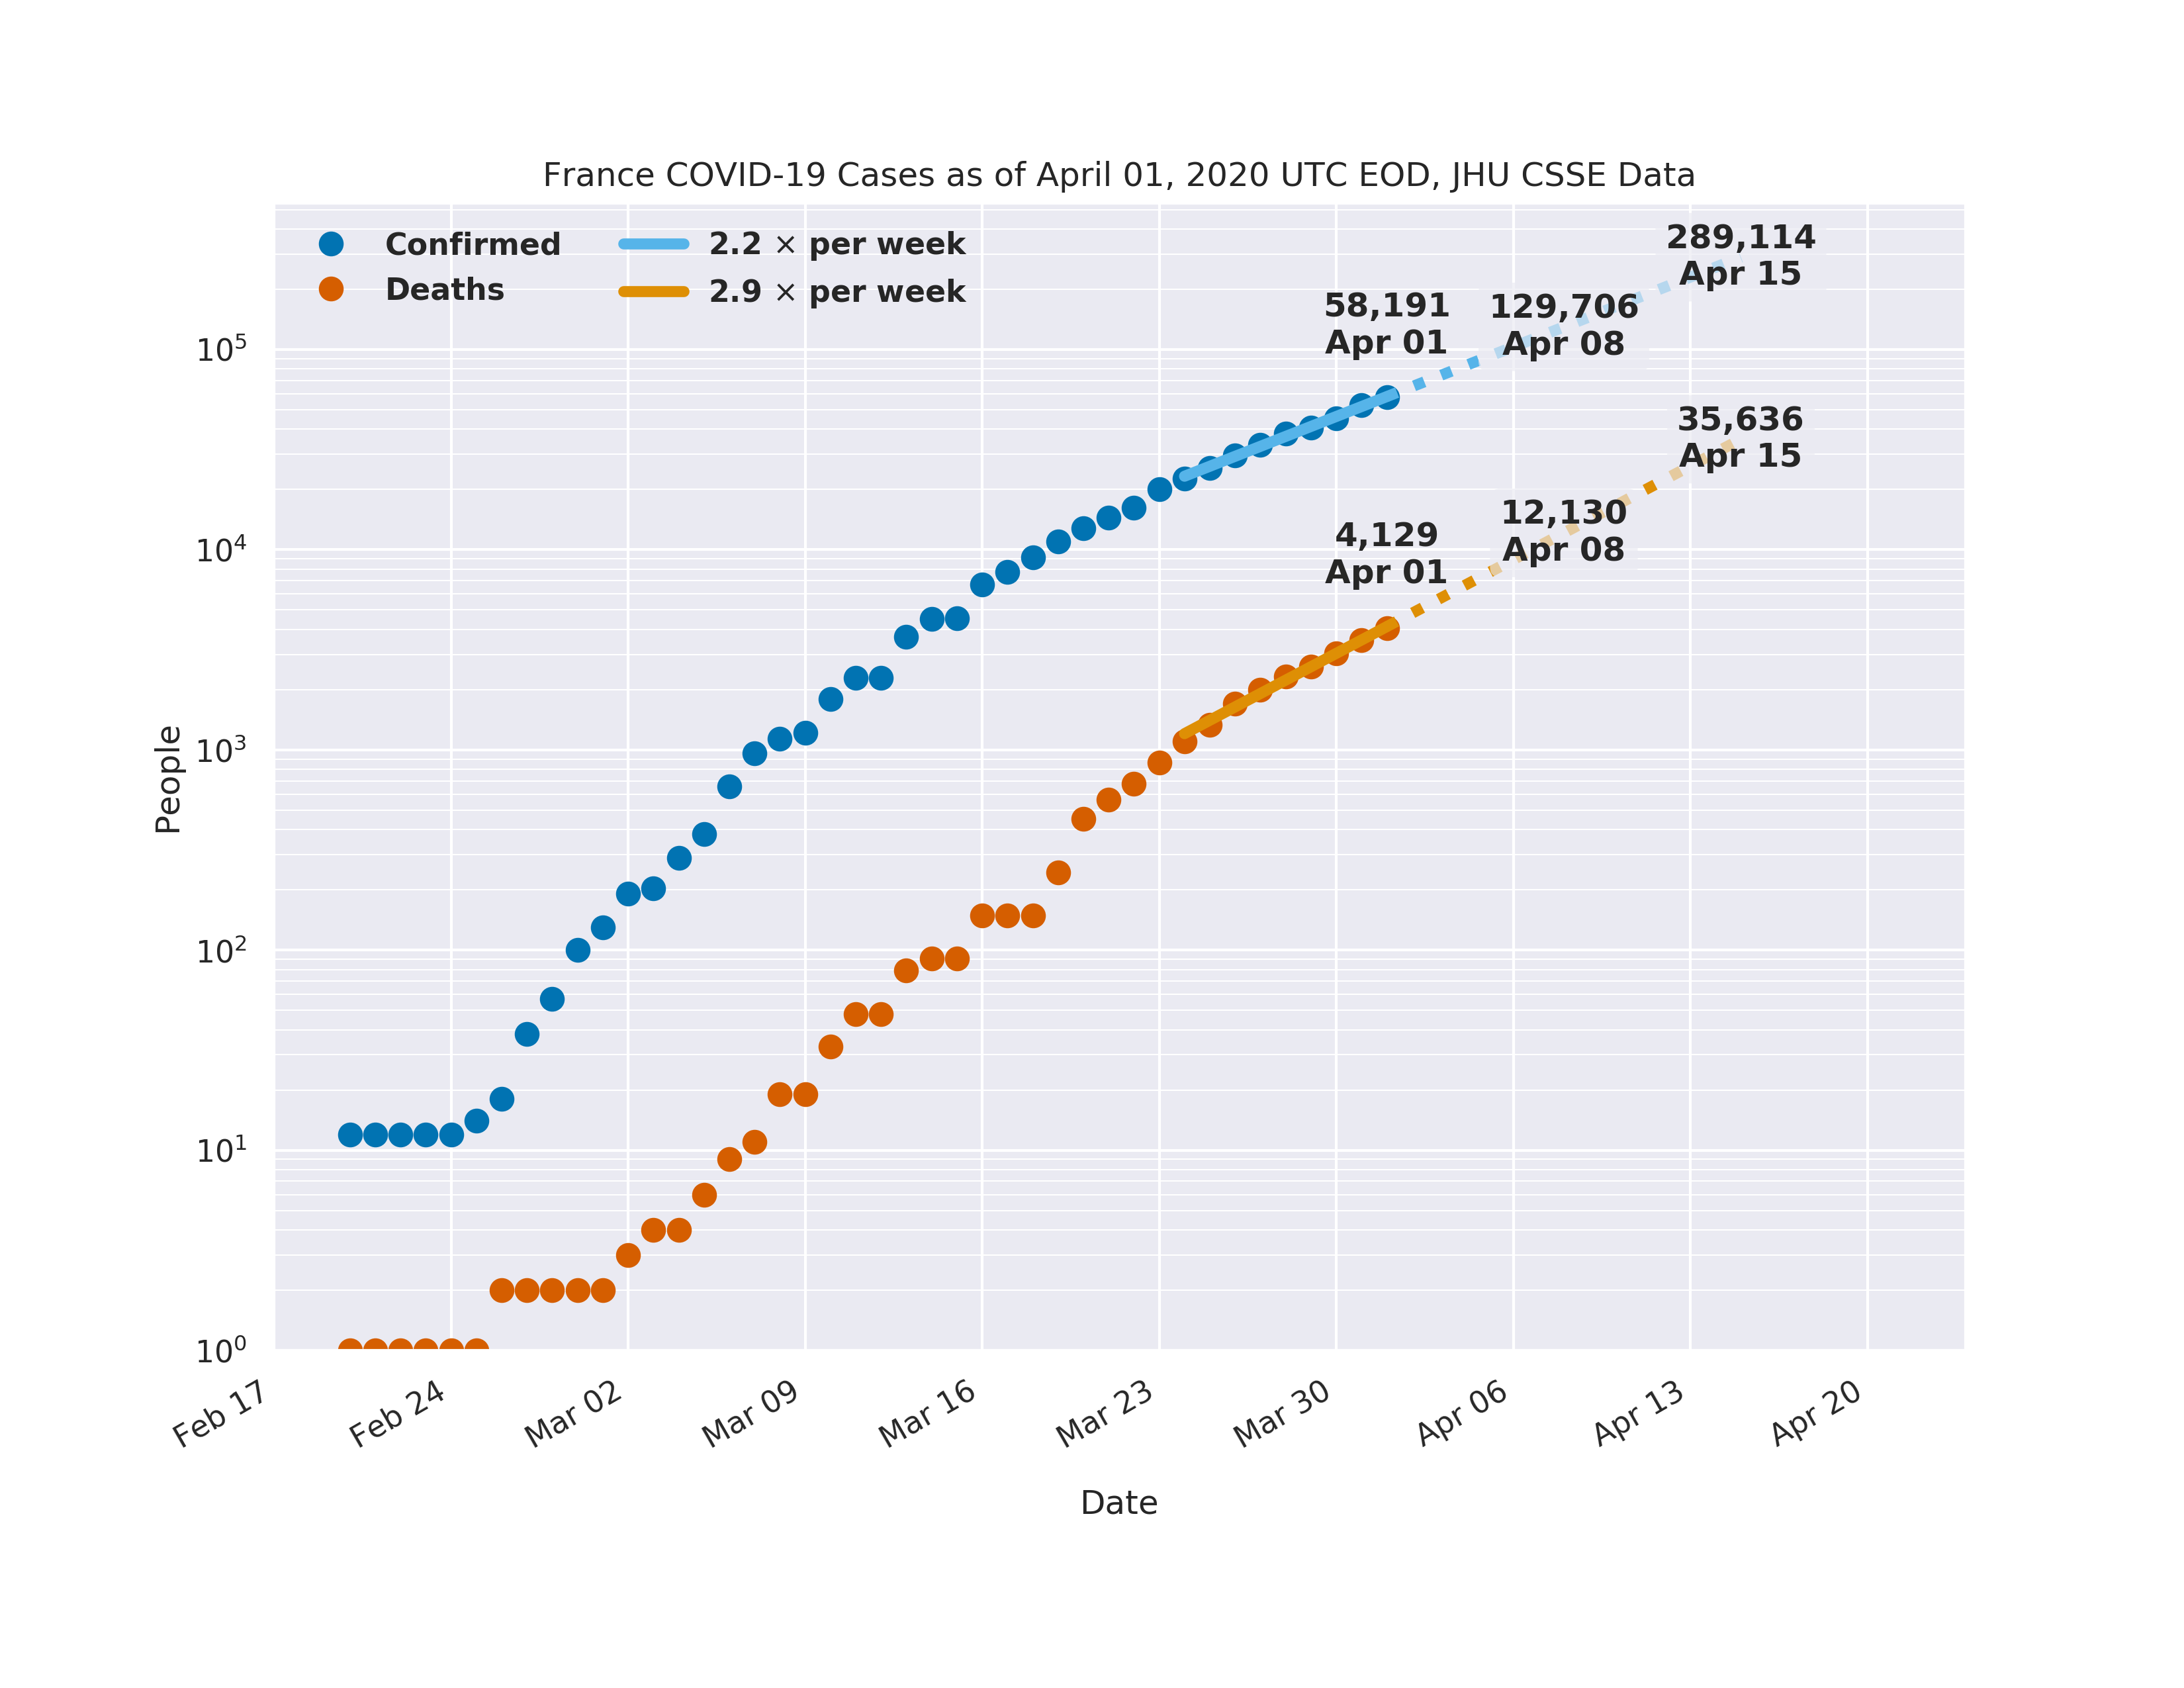 France COVID-19 Cases as of April 01, 2020 UTC EOD, JHU CSSE Data
Confirmed
Deaths
2.2 × per week
2.9 × per week
289,114
Apr 15
58,191
Apr 01
129,706
Apr 08
35,636
Apr 15
12,130
Apr 08
4,129
Apr 01
People
10⁵
10⁴
10³
10²
10¹
10⁰
Feb 17
Feb 24
Mar 02
Mar 09
Mar 16
Mar 23
Mar 30
Apr 06
Apr 13
Apr 20
Date